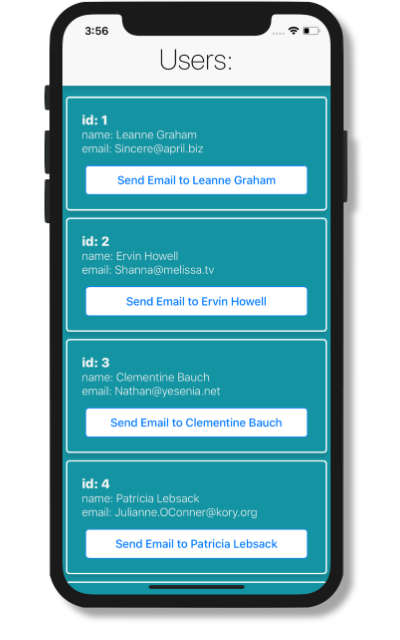 3:56
Users:
id: 1
name: Leanne Graham
email: Sincere@april.biz
Send Email to Leanne Graham
id: 2
name: Ervin Howell
email: Shanna@melissa.tv
Send Email to Ervin Howell
id: 3
name: Clementine Bauch
email: Nathan@yesenia.net
Send Email to Clementine Bauch
id: 4
name: Patricia Lebsack
email: Julianne.OConner@kory.org
Send Email to Patricia Lebsack